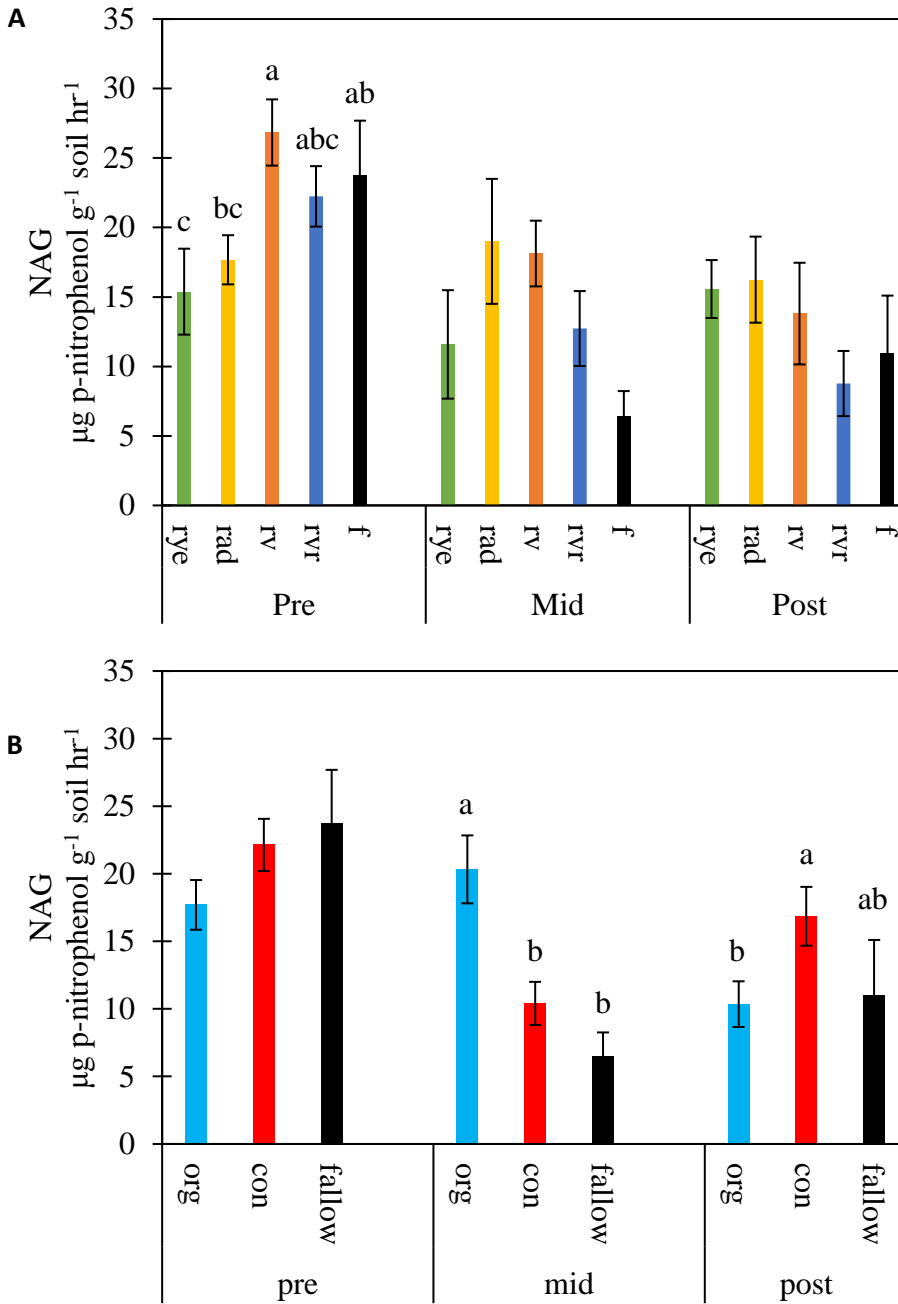 A
NAG
µg p-nitrophenol g⁻¹ soil hr⁻¹
35
30
25
20
15
10
5
0
c
bc
a
abc
ab
rye
rad
rv
rvr
f
rye
rad
rv
rvr
f
rye
rad
rv
rvr
f
Pre
Mid
Post
B
NAG
µg p-nitrophenol g⁻¹ soil hr⁻¹
35
30
25
20
15
10
5
0
a
b
b
b
a
ab
org
con
fallow
org
con
fallow
org
con
fallow
pre
mid
post